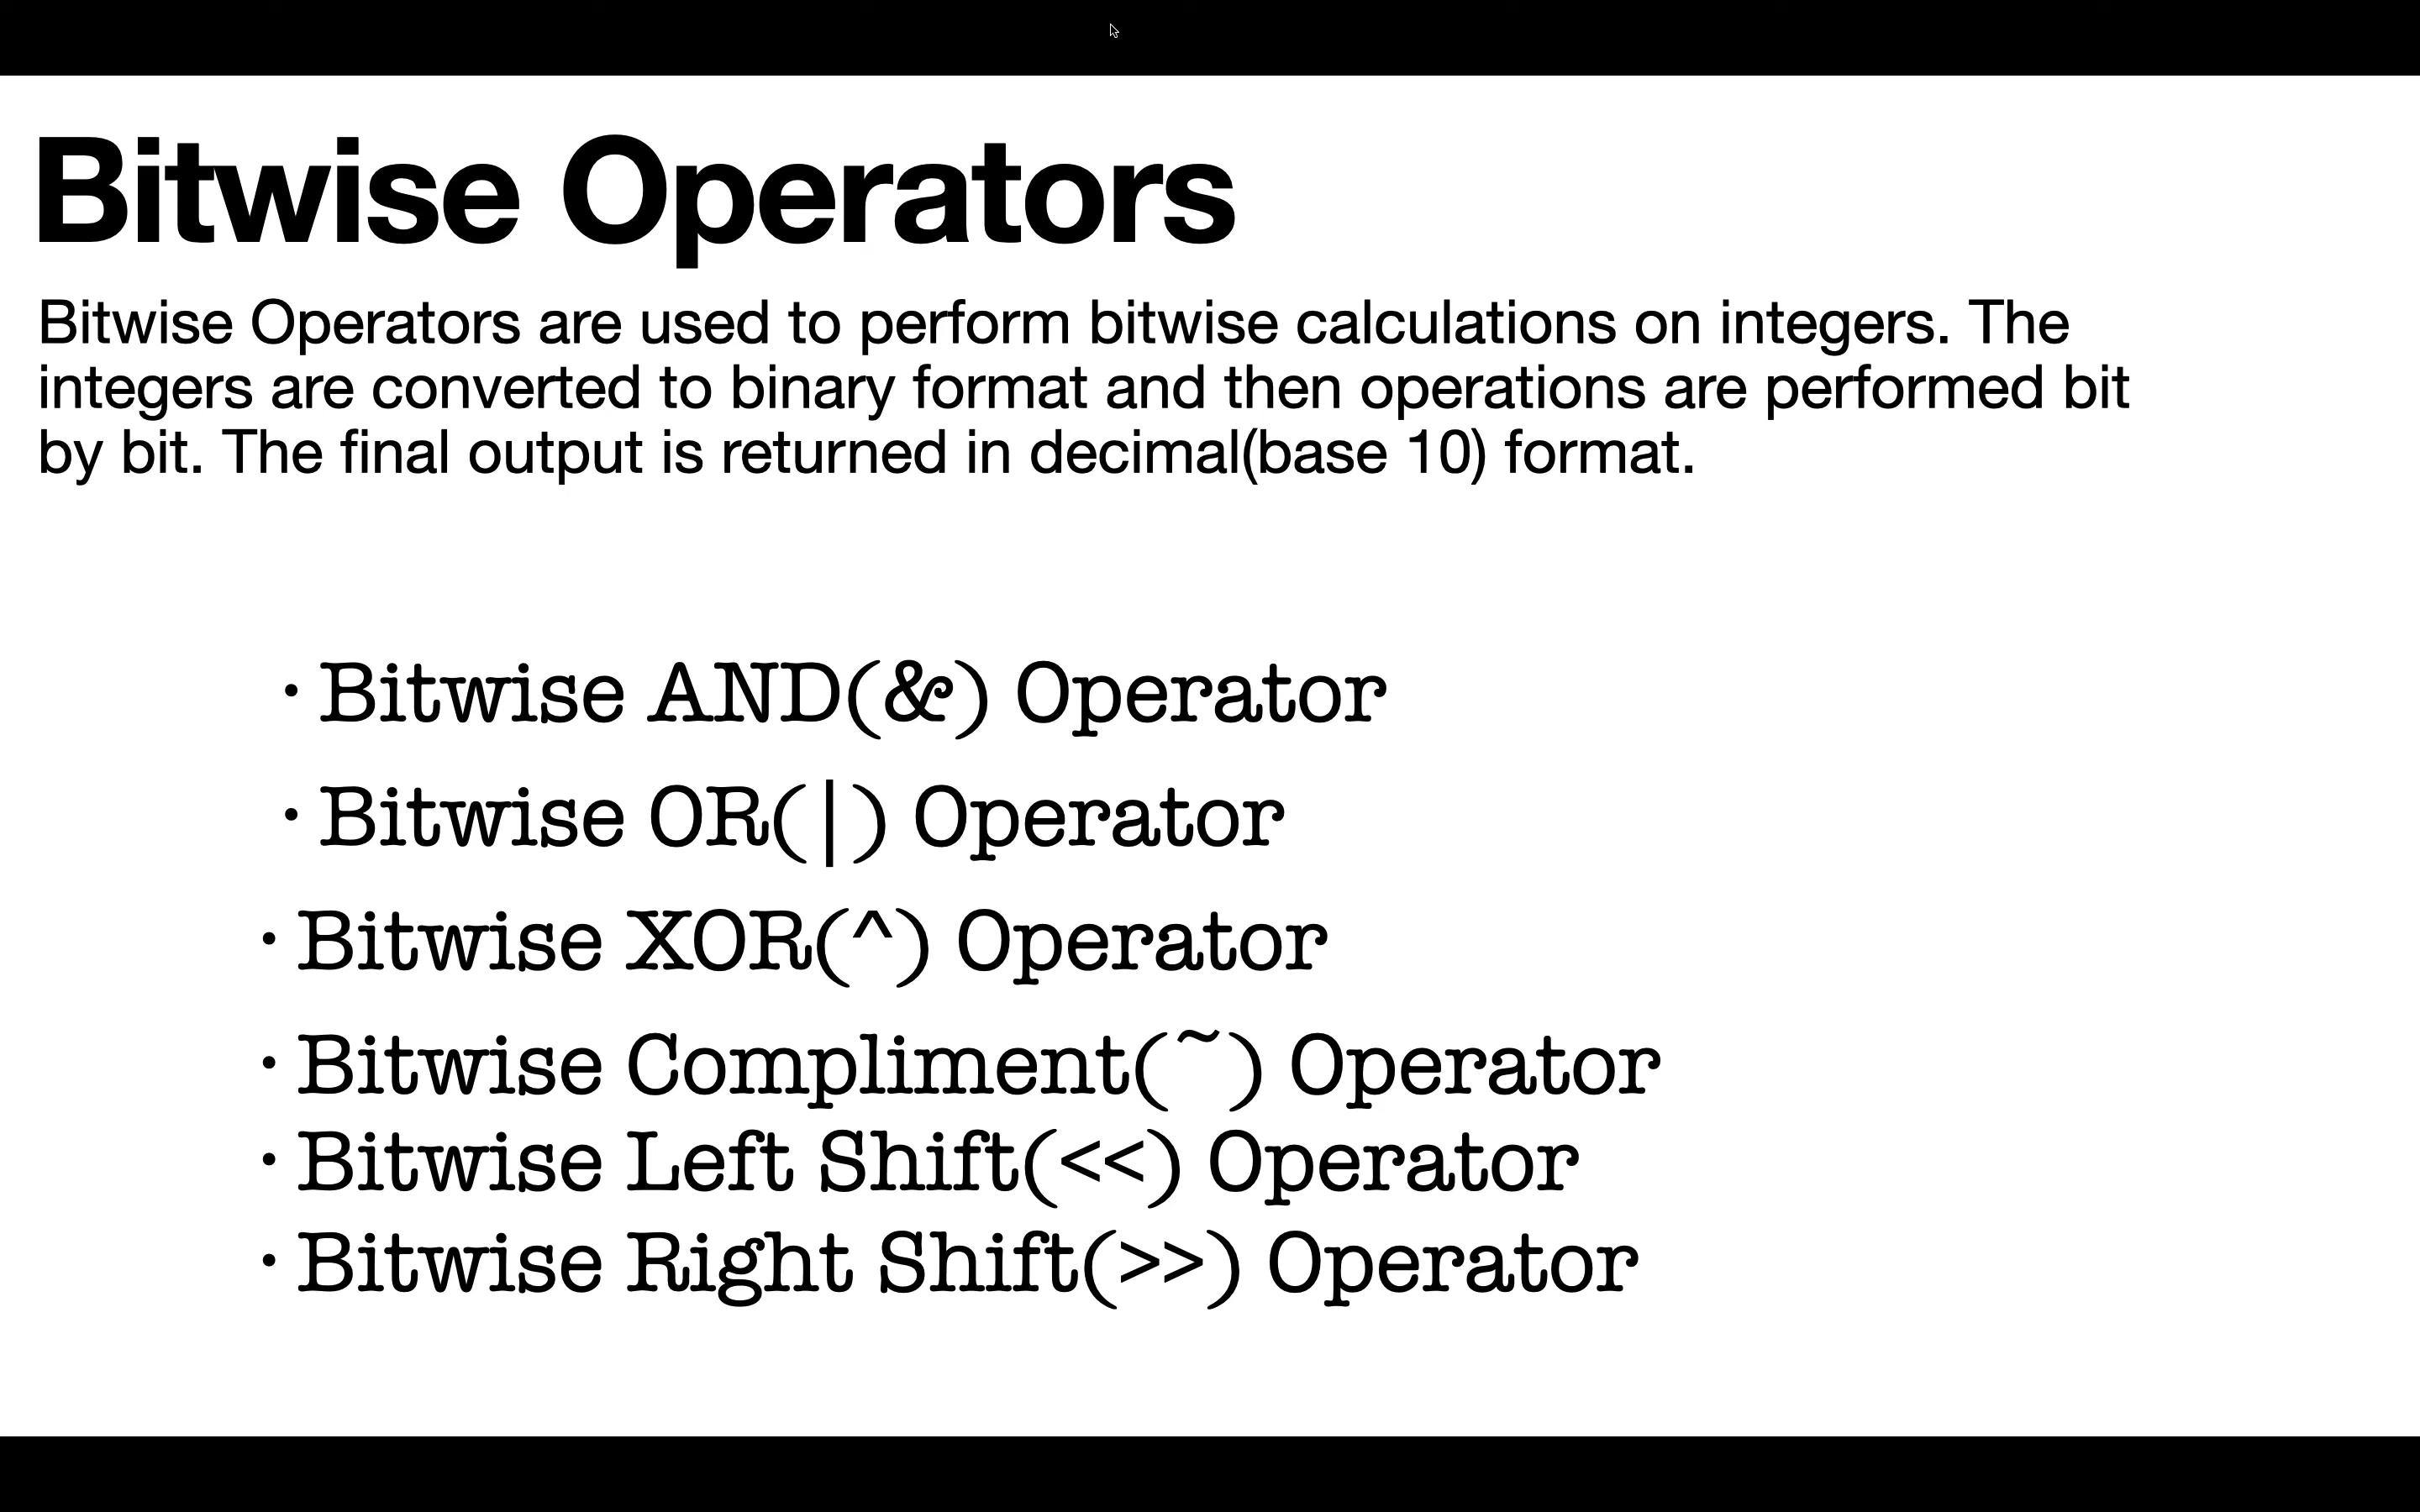 Bitwise Operators
Bitwise Operators are used to perform bitwise calculations on integers. The
integers are converted to binary format and then operations are performed bit
by bit. The final output is returned in decimal(base 10) format.
• Bitwise AND(&) Operator
• Bitwise OR(|) Operator
• Bitwise XOR(^) Operator
• Bitwise Compliment(~) Operator
• Bitwise Left Shift(<<) Operator
• Bitwise Right Shift(>>) Operator